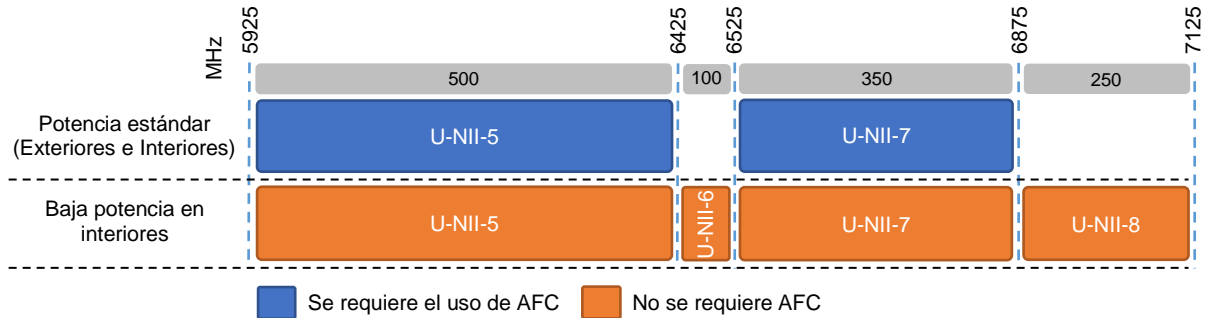 MHz
5925
6425
6525
6875
7125
500
100
350
250
Potencia estándar
(Exteriores e Interiores)
U-NII-5
U-NII-7
Baja potencia en
interiores
U-NII-5
U-NII-6
U-NII-7
U-NII-8
Se requiere el uso de AFC
No se requiere AFC